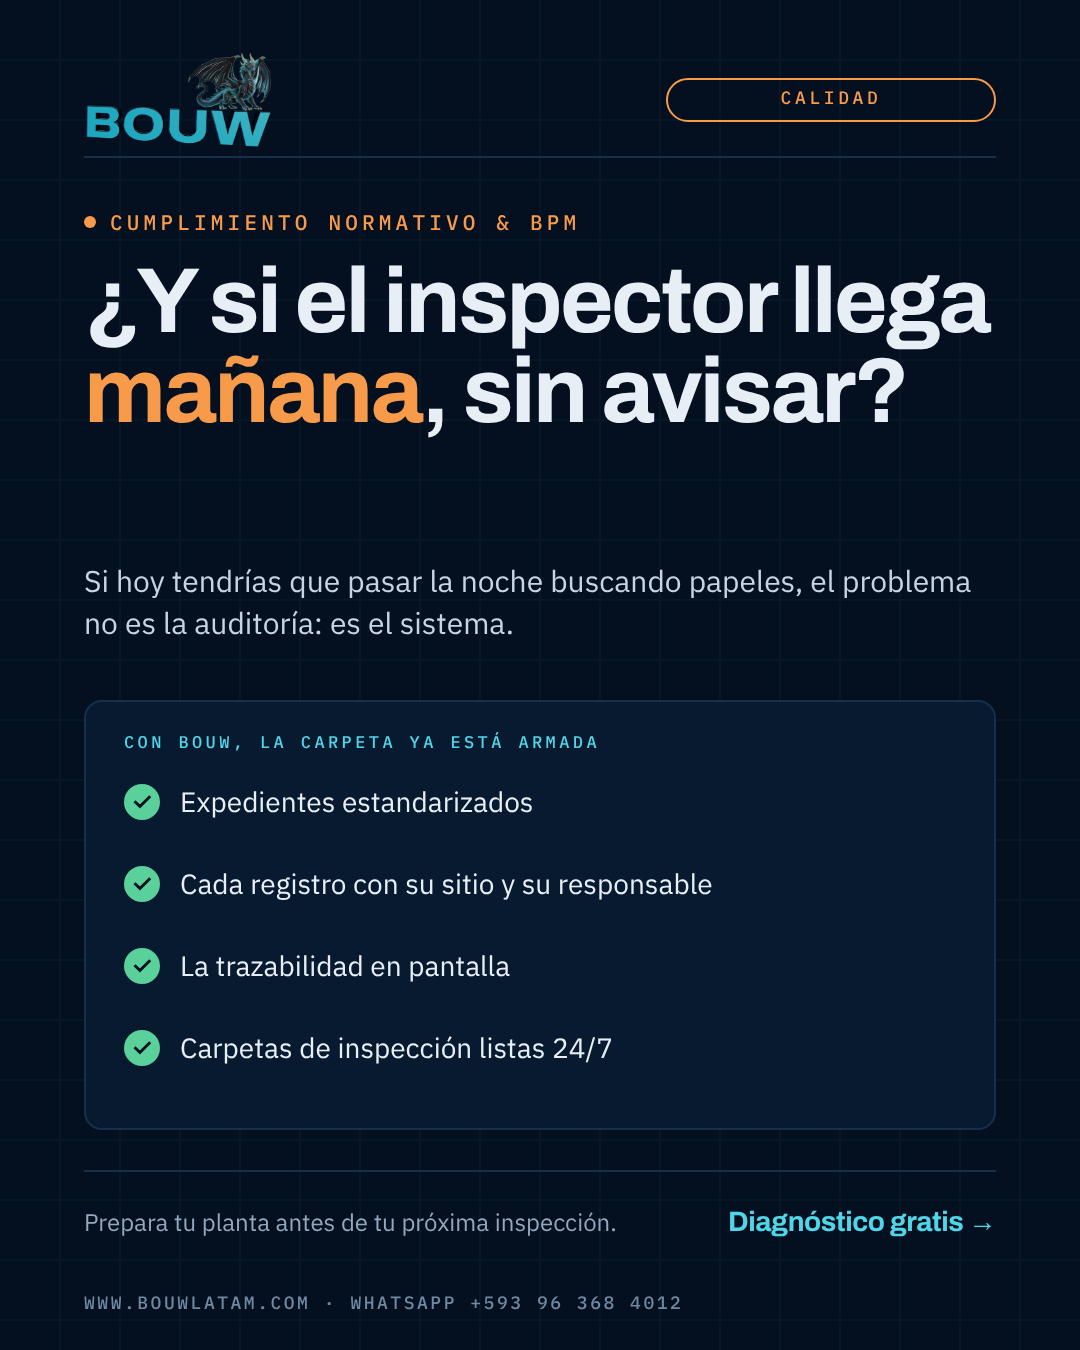 BOUW
CALIDAD
CUMPLIMIENTO NORMATIVO & BPM
¿Y si el inspector llega
mañana, sin avisar?
Si hoy tendrías que pasar la noche buscando papeles, el problema
no es la auditoría: es el sistema.
CON BOUW, LA CARPETA YA ESTÁ ARMADA
Expedientes estandarizados
Cada registro con su sitio y su responsable
La trazabilidad en pantalla
Carpetas de inspección listas 24/7
Prepara tu planta antes de tu próxima inspección.
Diagnóstico gratis →
WWW.BOUWLATAM.COM · WHATSAPP +593 96 368 4012